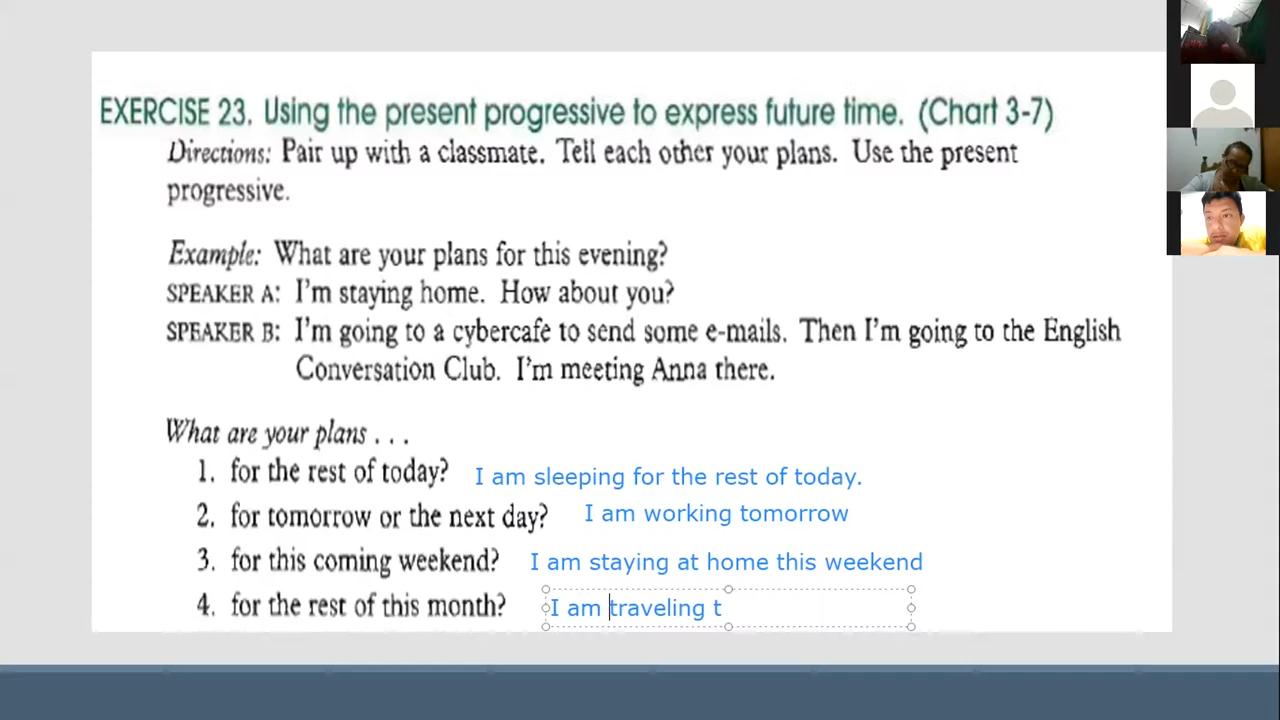 EXERCISE 23. Using the present progressive to express future time. (Chart 3-7)
Directions: Pair up with a classmate. Tell each other your plans. Use the present
progressive.
Example: What are your plans for this evening?
SPEAKER A: I'm staying home. How about you?
SPEAKER B: I'm going to a cybercafe to send some e-mails. Then I'm going to the English
Conversation Club. I'm meeting Anna there.
What are your plans . . .
1. for the rest of today? I am sleeping for the rest of today.
2. for tomorrow or the next day? I am working tomorrow
3. for this coming weekend? I am staying at home this weekend
4. for the rest of this month? I am traveling t